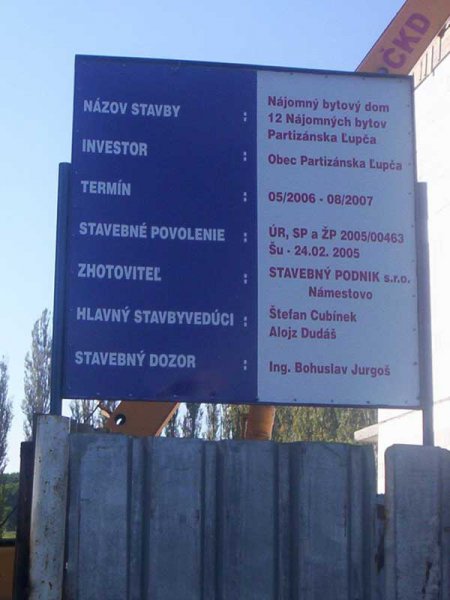 ČKD
NÁZOV STAVBY : Nájomný bytový dom
12 Nájomných bytov
Partizánska Ľupča
INVESTOR : Obec Partizánska Ľupča
TERMÍN : 05/2006 - 08/2007
STAVEBNÉ POVOLENIE : ÚR, SP a ŽP 2005/00463
Šu - 24.02. 2005
ZHOTOVITEĽ : STAVEBNÝ PODNIK s.r.o.
Námestovo
HLAVNÝ STAVBYVEDÚCI : Štefan Cubínek
Alojz Dudáš
STAVEBNÝ DOZOR : Ing. Bohuslav Jurgoš